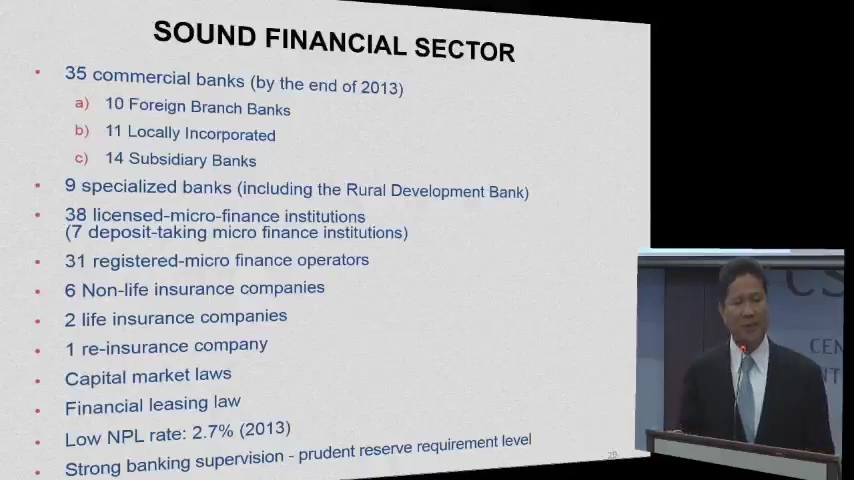 SOUND FINANCIAL SECTOR
• 35 commercial banks (by the end of 2013)
a) 10 Foreign Branch Banks
b) 11 Locally Incorporated
c) 14 Subsidiary Banks
• 9 specialized banks (including the Rural Development Bank)
• 38 licensed-micro-finance institutions
(7 deposit-taking micro finance institutions)
• 31 registered-micro finance operators
• 6 Non-life insurance companies
• 2 life insurance companies
• 1 re-insurance company
• Capital market laws
• Financial leasing law
• Low NPL rate: 2.7% (2013)
• Strong banking supervision - prudent reserve requirement level
CS
CEN